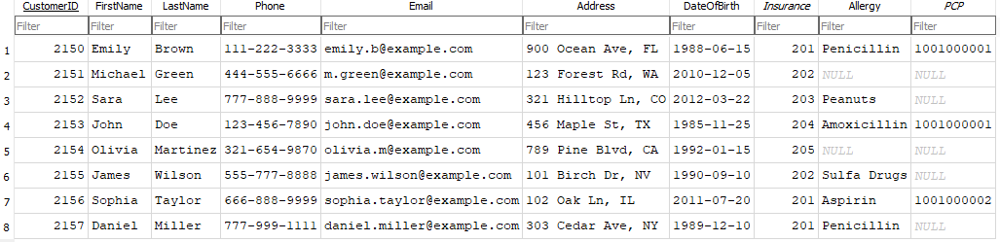 CustomerID FirstName LastName Phone Email Address DateOfBirth Insurance Allergy PCP
Filter Filter Filter Filter Filter Filter Filter Filter Filter Filter
1 2150 Emily Brown 111-222-3333 emily.b@example.com 900 Ocean Ave, FL 1988-06-15 201 Penicillin 1001000001
2 2151 Michael Green 444-555-6666 m.green@example.com 123 Forest Rd, WA 2010-12-05 202 NULL NULL
3 2152 Sara Lee 777-888-9999 sara.lee@example.com 321 Hilltop Ln, CO 2012-03-22 203 Peanuts NULL
4 2153 John Doe 123-456-7890 john.doe@example.com 456 Maple St, TX 1985-11-25 204 Amoxicillin 1001000001
5 2154 Olivia Martinez 321-654-9870 olivia.m@example.com 789 Pine Blvd, CA 1992-01-15 205 NULL NULL
6 2155 James Wilson 555-777-8888 james.wilson@example.com 101 Birch Dr, NV 1990-09-10 202 Sulfa Drugs NULL
7 2156 Sophia Taylor 666-888-9999 sophia.taylor@example.com 102 Oak Ln, IL 2011-07-20 201 Aspirin 1001000002
8 2157 Daniel Miller 777-999-1111 daniel.miller@example.com 303 Cedar Ave, NY 1989-12-10 201 Penicillin NULL